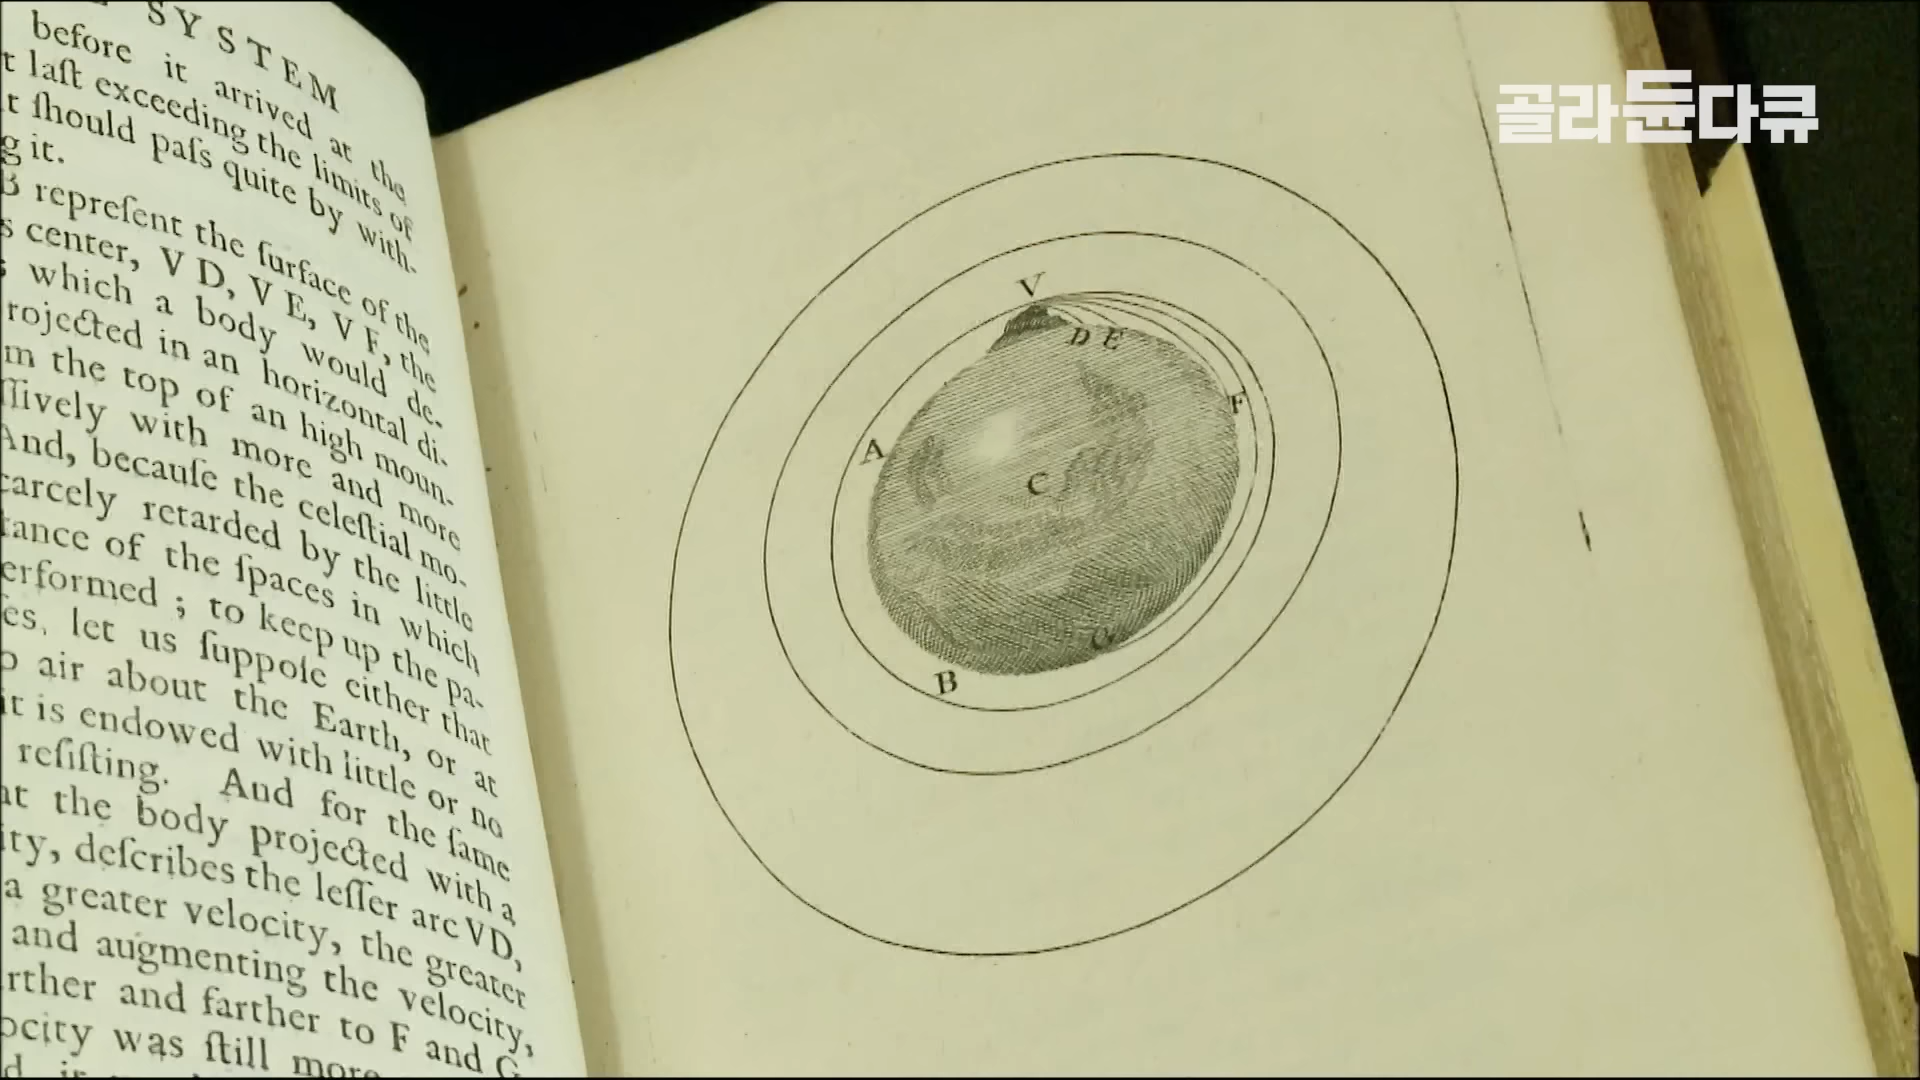 SYSTEM
before it arrived at the
t laſt exceeding the limits of
t ſhould paſs quite by with-
g it.
B repreſent the ſurface of the
s center, V D, V E, V F, the
which a body would de-
rojected in an horizontal di-
m the top of an high moun-
ſſively with more and more
And, becauſe the celeſtial mo-
carcely retarded by the little
tance of the ſpaces in which
erformed ; to keep up the pa-
es, let us ſuppoſe either that
o air about the Earth, or at
it is endowed with little or no
reſiſting. And for the ſame
at the body projected with a
ity, deſcribes the leſſer arc VD,
a greater velocity, the greater
and augmenting the velocity,
rther and farther to F and G
ocity was ſtill more
골라둔다큐
V
D E
F
A
C
G
B